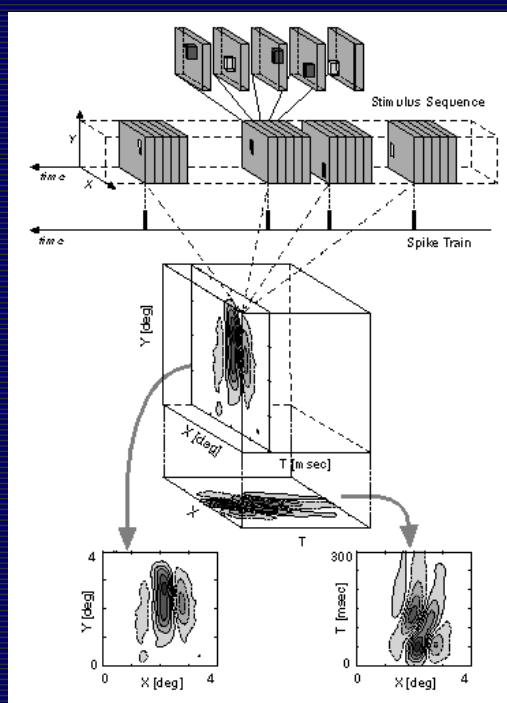 Stimulus Sequence
Y
time
X
time
Spike Train
Y [deg]
X [deg]
T [msec]
X
T
4
Y [deg]
0
0
X [deg]
4
300
T [msec]
0
0
X [deg]
4